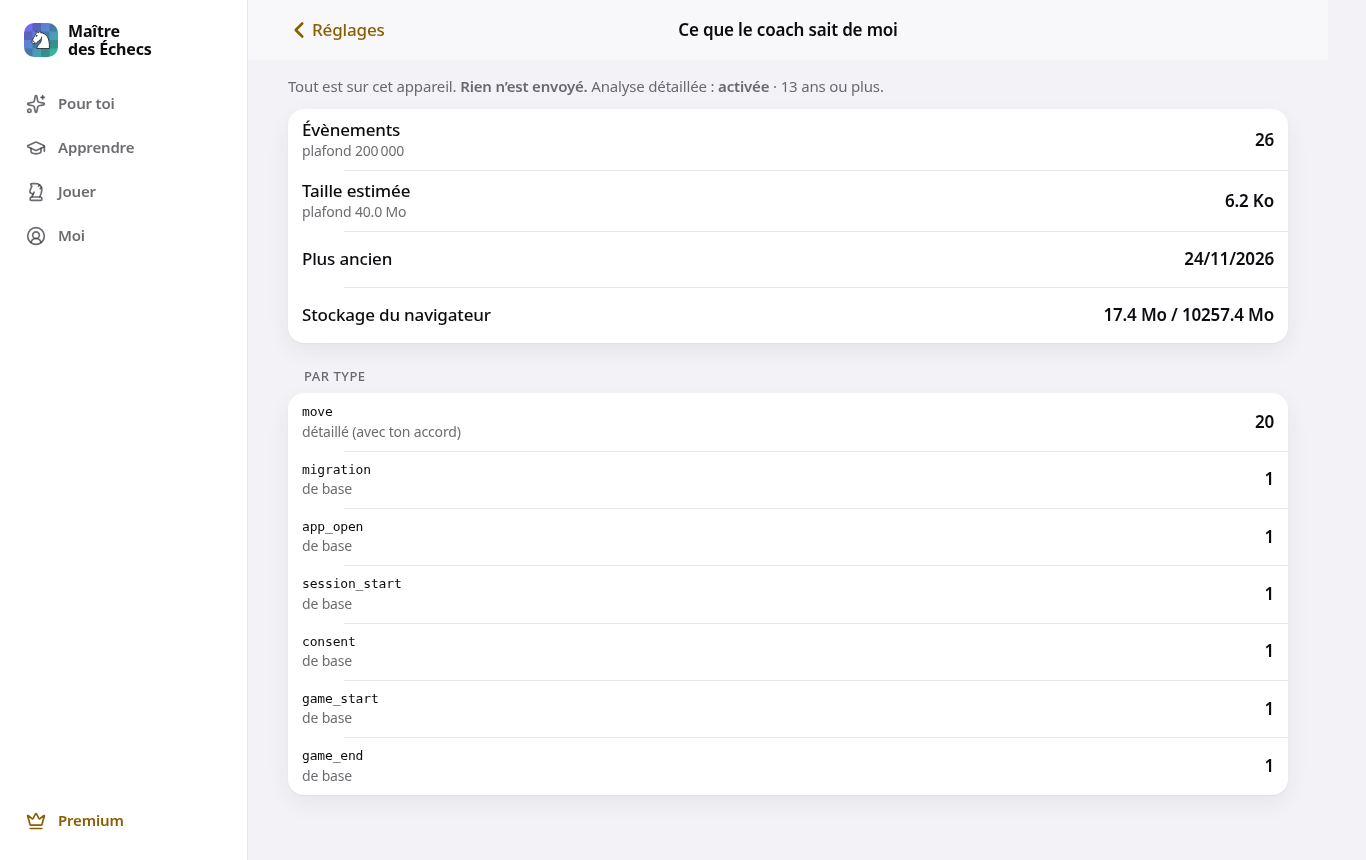 Maître
des Échecs
Pour toi
Apprendre
Jouer
Moi
Premium
Réglages
Ce que le coach sait de moi
Tout est sur cet appareil. Rien n’est envoyé. Analyse détaillée : activée · 13 ans ou plus.
Évènements
plafond 200 000
26
Taille estimée
plafond 40.0 Mo
6.2 Ko
Plus ancien
24/11/2026
Stockage du navigateur
17.4 Mo / 10257.4 Mo
PAR TYPE
move
détaillé (avec ton accord)
20
migration
de base
1
app_open
de base
1
session_start
de base
1
consent
de base
1
game_start
de base
1
game_end
de base
1